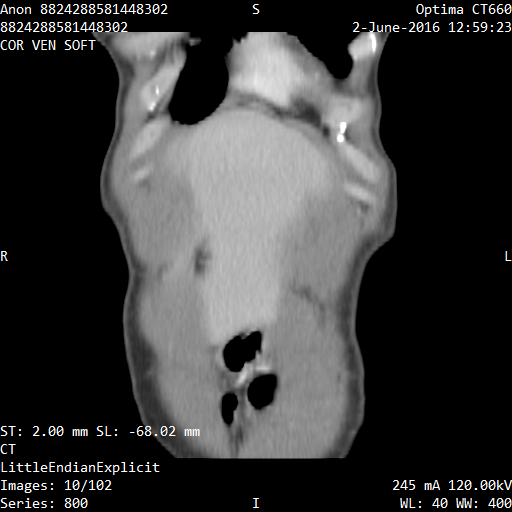 Anon 8824288581448302
S
Optima CT660
8824288581448302
2-June-2016 12:59:23
COR VEN SOFT
R
L
ST: 2.00 mm SL: -68.02 mm
CT
LittleEndianExplicit
Images: 10/102
245 mA 120.00kV
Series: 800
I
WL: 40 WW: 400